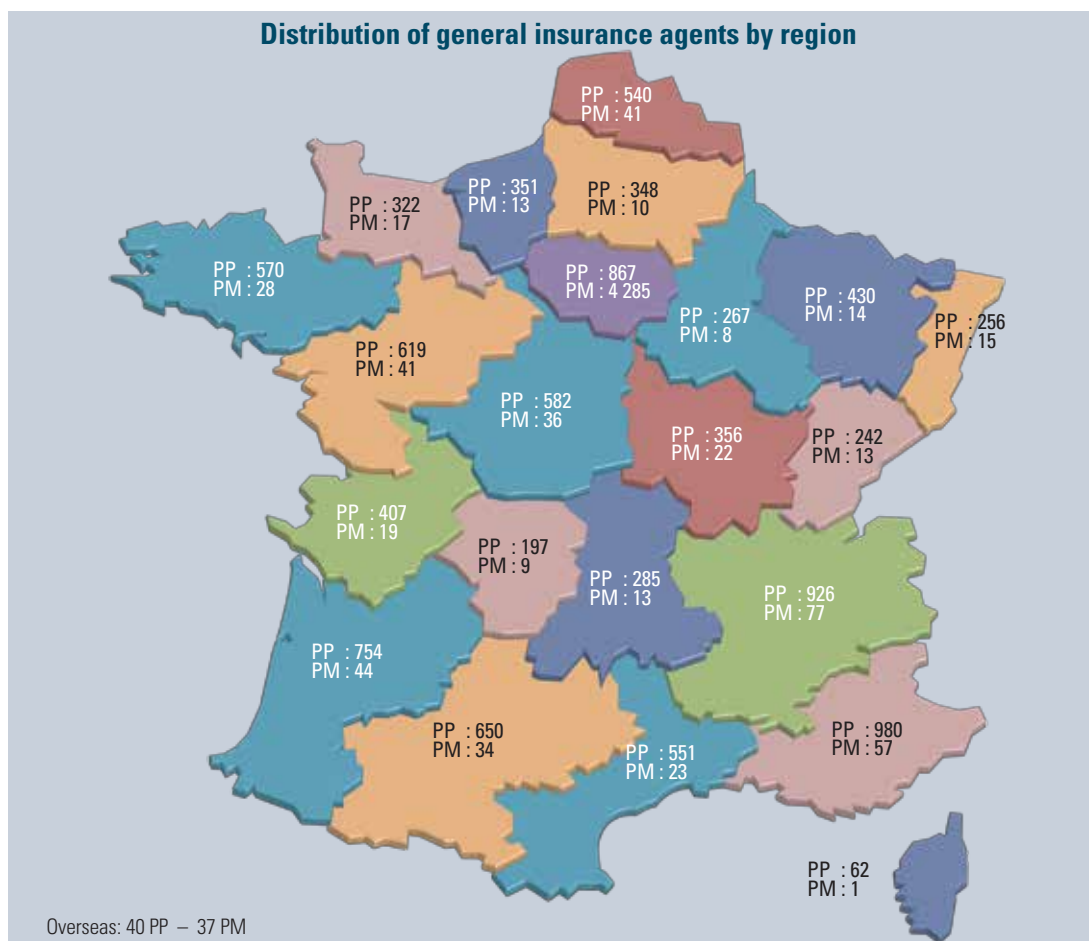 Distribution of general insurance agents by region
PP : 540
PM : 41
PP : 351
PM : 13
PP : 348
PM : 10
PP : 322
PM : 17
PP : 570
PM : 28
PP : 867
PM : 4 285
PP : 430
PM : 14
PP : 267
PM : 8
PP : 256
PM : 15
PP : 619
PM : 41
PP : 582
PM : 36
PP : 356
PM : 22
PP : 242
PM : 13
PP : 407
PM : 19
PP : 197
PM : 9
PP : 285
PM : 13
PP : 926
PM : 77
PP : 754
PM : 44
PP : 650
PM : 34
PP : 551
PM : 23
PP : 980
PM : 57
PP : 62
PM : 1
Overseas: 40 PP – 37 PM